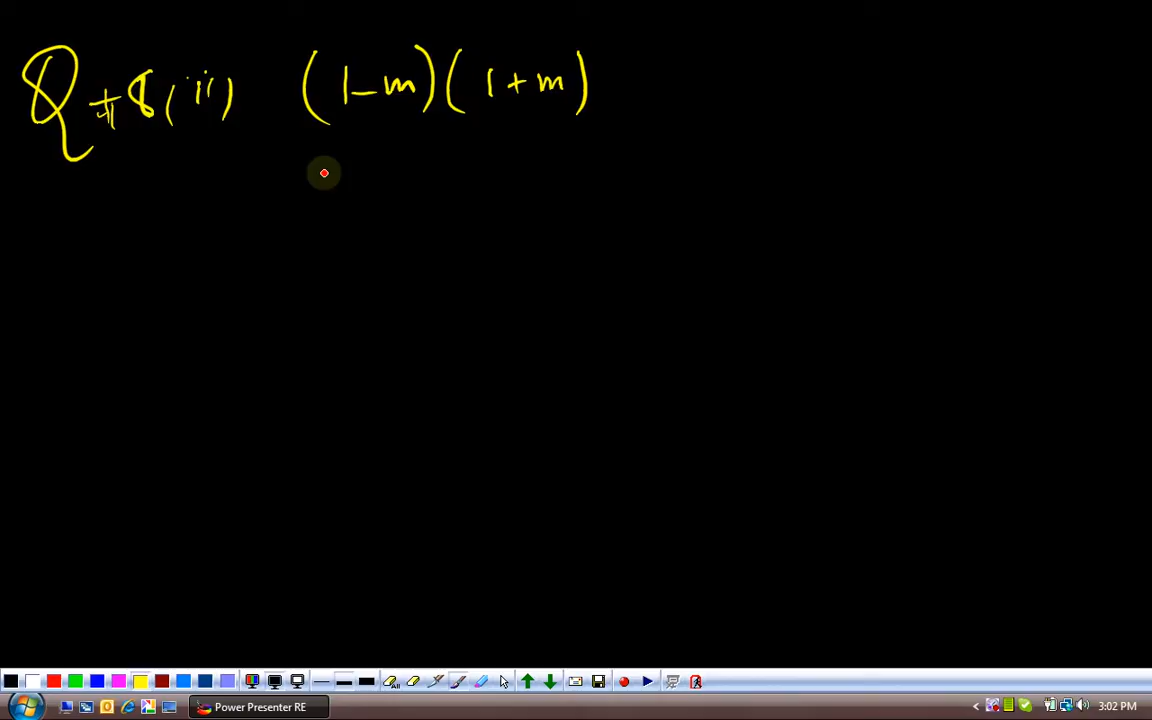 Q #8(ii) (1-m)(1+m)
Power Presenter RE
3:02 PM